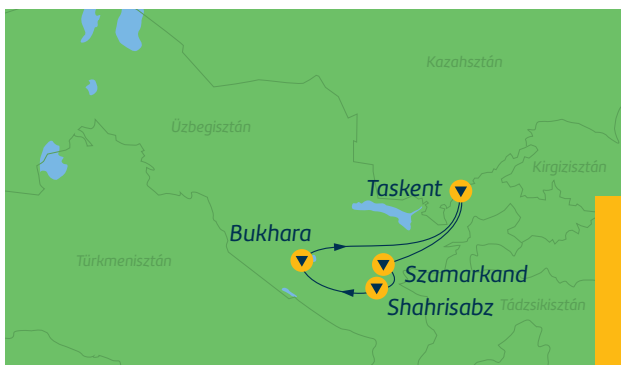 Kazahsztán
Üzbegisztán
Kirgizisztán
Taskent
Bukhara
Türkmenisztán
Szamarkand
Shahrisabz
Tádzsikisztán